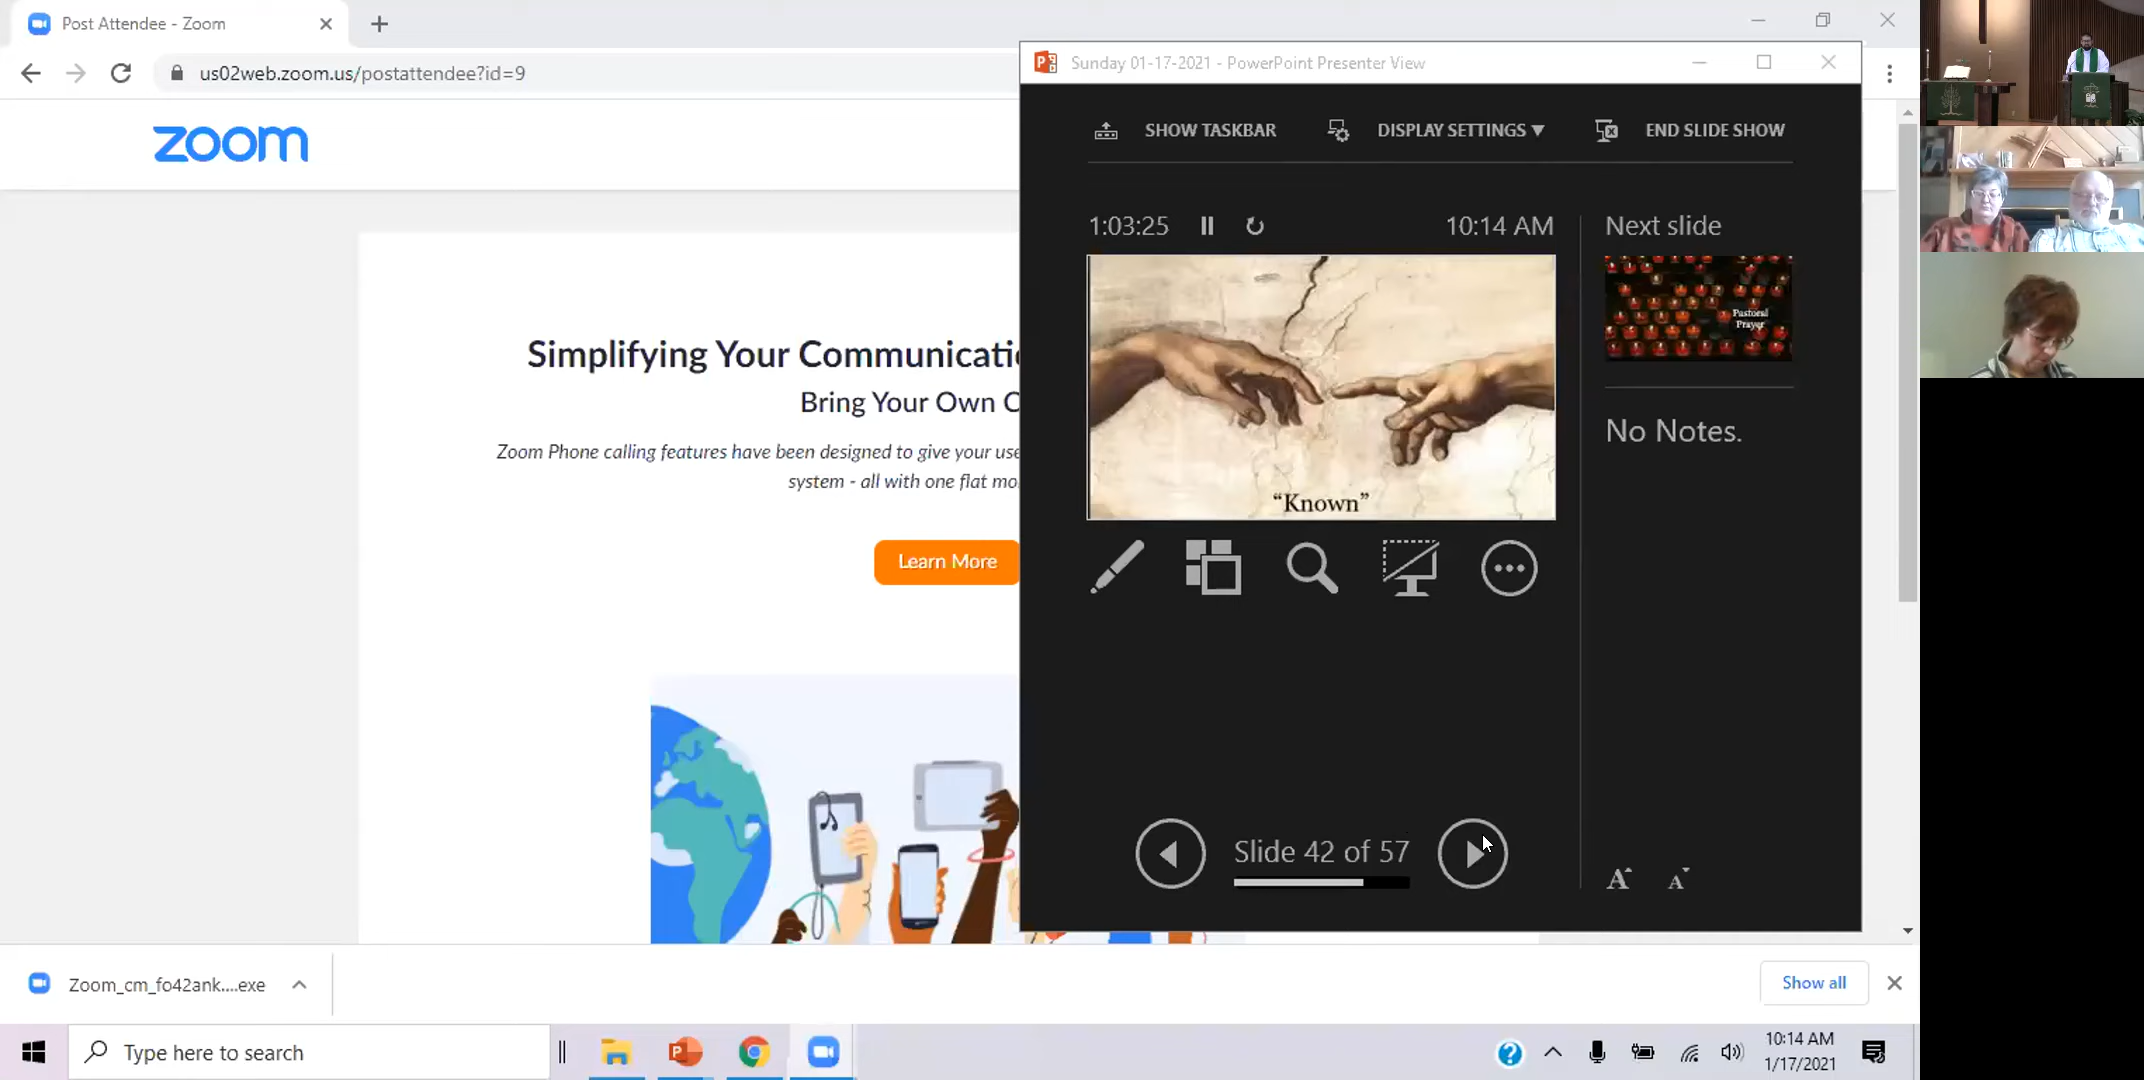 Post Attendee - Zoom
us02web.zoom.us/postattendee?id=9
zoom
Simplifying Your Communicati
Bring Your Own C
Zoom Phone calling features have been designed to give your use
system - all with one flat mo
Learn More
Sunday 01-17-2021 - PowerPoint Presenter View
SHOW TASKBAR
DISPLAY SETTINGS ▼
END SLIDE SHOW
1:03:25
10:14 AM
Next slide
Pastoral
Prayer
“Known”
No Notes.
Slide 42 of 57
A A
Zoom_cm_fo42ank....exe
Show all
Type here to search
10:14 AM
1/17/2021